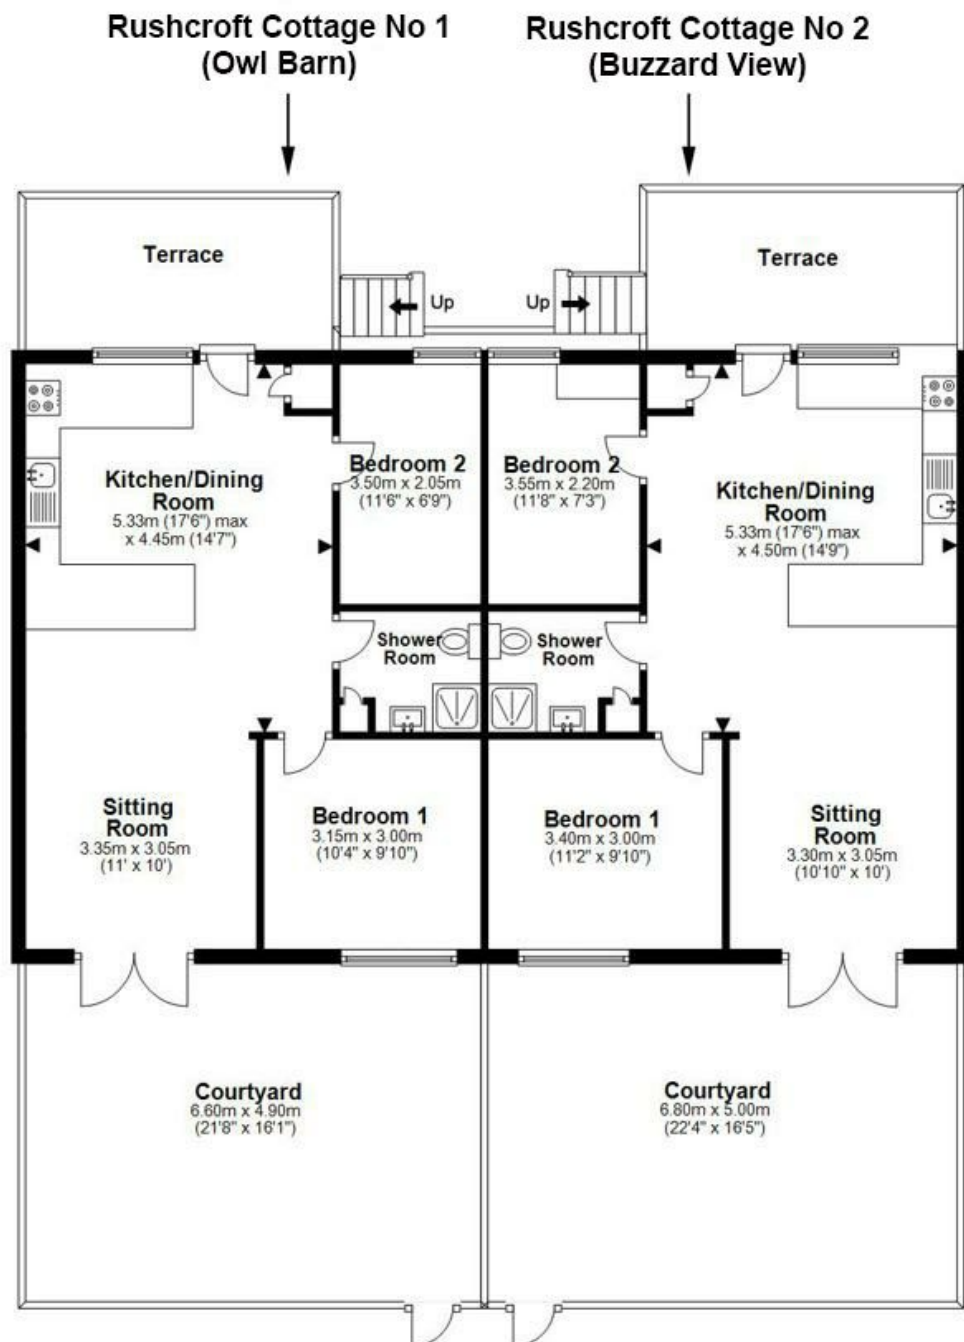 Rushcroft Cottage No 1
(Owl Barn)
Rushcroft Cottage No 2
(Buzzard View)
Terrace
Terrace
Up
Up
Kitchen/Dining
Room
5.33m (17'6") max
x 4.45m (14'7")
Bedroom 2
3.50m x 2.05m
(11'6" x 6'9")
Bedroom 2
3.55m x 2.20m
(11'8" x 7'3")
Kitchen/Dining
Room
5.33m (17'6") max
x 4.50m (14'9")
Shower
Room
Shower
Room
Sitting
Room
3.35m x 3.05m
(11' x 10')
Bedroom 1
3.15m x 3.00m
(10'4" x 9'10")
Bedroom 1
3.40m x 3.00m
(11'2" x 9'10")
Sitting
Room
3.30m x 3.05m
(10'10" x 10')
Courtyard
6.60m x 4.90m
(21'8" x 16'1")
Courtyard
6.80m x 5.00m
(22'4" x 16'5")